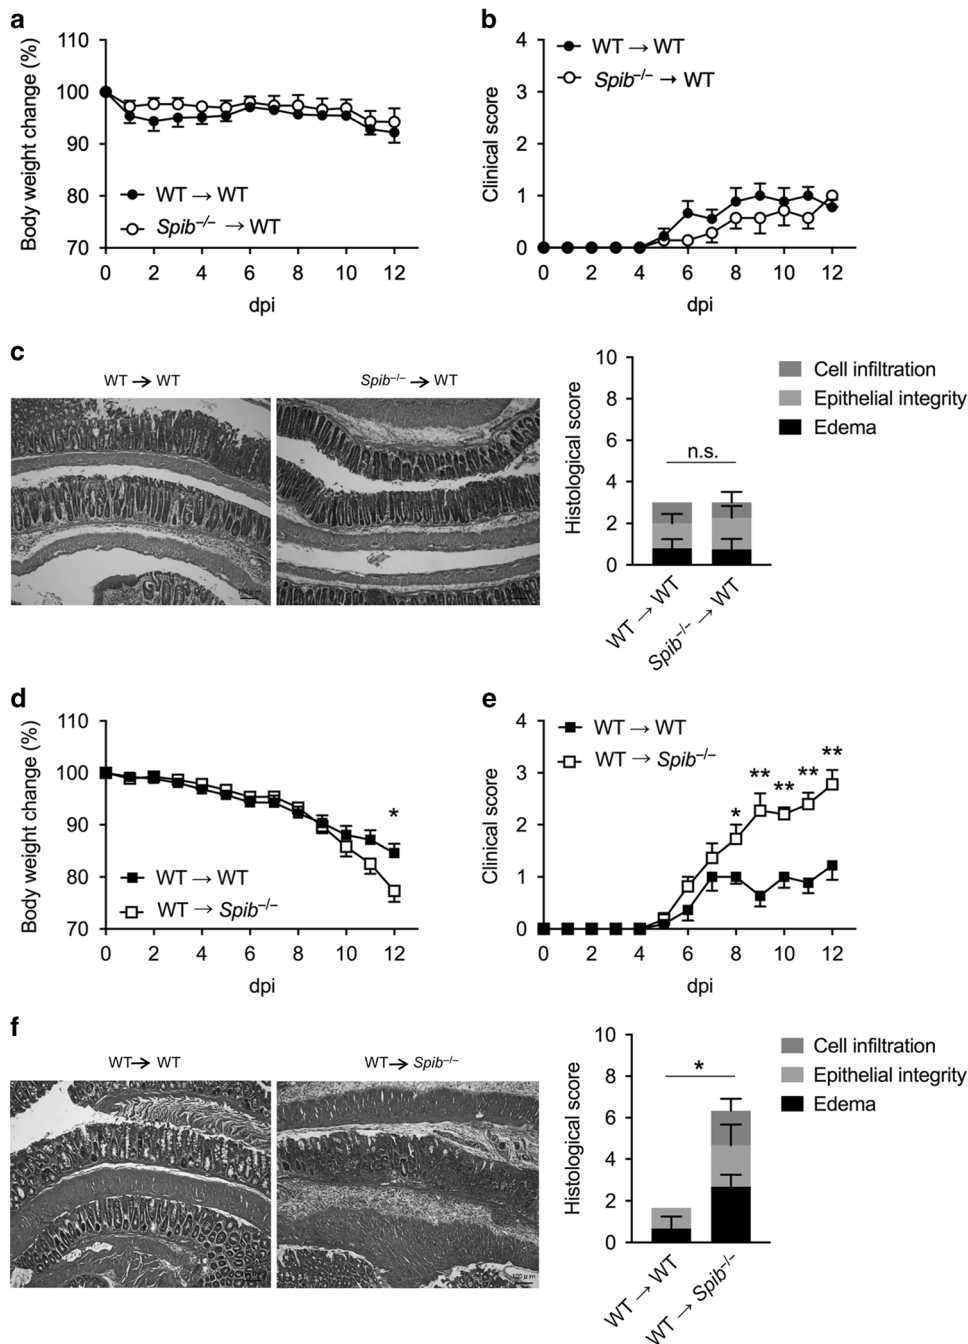 a
110
100
90
80
70
Body weight change (%)
WT → WT
Spib–/– → WT
0 2 4 6 8 10 12
dpi
b
4
3
2
1
0
Clinical score
WT → WT
Spib–/– → WT
0 2 4 6 8 10 12
dpi
c
WT → WT
Spib–/– → WT
10
8
6
4
2
0
Histological score
n.s.
WT → WT
Spib–/– → WT
Cell infiltration
Epithelial integrity
Edema
d
110
100
90
80
70
Body weight change (%)
*
WT → WT
WT → Spib–/–
0 2 4 6 8 10 12
dpi
e
4
3
2
1
0
Clinical score
WT → WT
WT → Spib–/–
* ** ** ** **
0 2 4 6 8 10 12
dpi
f
WT → WT
WT → Spib–/–
100 μm
10
8
6
4
2
0
Histological score
*
WT → WT
WT → Spib–/–
Cell infiltration
Epithelial integrity
Edema